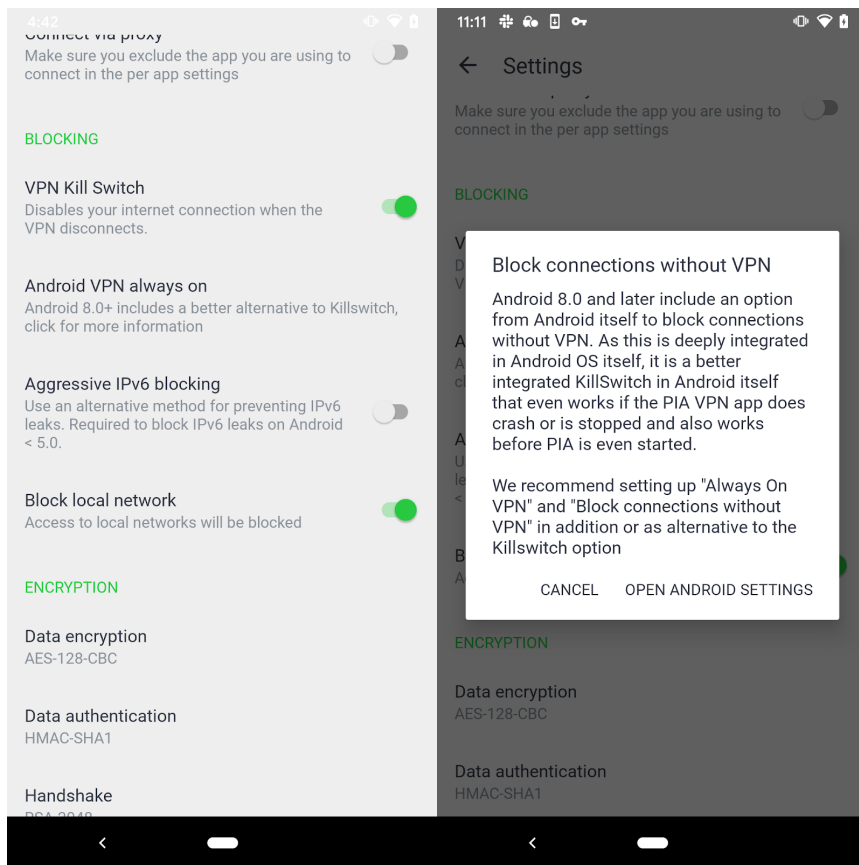 4:42
Connect via proxy
Make sure you exclude the app you are using to
connect in the per app settings
BLOCKING
VPN Kill Switch
Disables your internet connection when the
VPN disconnects.
Android VPN always on
Android 8.0+ includes a better alternative to Killswitch,
click for more information
Aggressive IPv6 blocking
Use an alternative method for preventing IPv6
leaks. Required to block IPv6 leaks on Android
< 5.0.
Block local network
Access to local networks will be blocked
ENCRYPTION
Data encryption
AES-128-CBC
Data authentication
HMAC-SHA1
Handshake
RSA-2048
11:11
Settings
Make sure you exclude the app you are using to
connect in the per app settings
BLOCKING
Block connections without VPN
Android 8.0 and later include an option
from Android itself to block connections
without VPN. As this is deeply integrated
in Android OS itself, it is a better
integrated KillSwitch in Android itself
that even works if the PIA VPN app does
crash or is stopped and also works
before PIA is even started.
We recommend setting up "Always On
VPN" and "Block connections without
VPN" in addition or as alternative to the
Killswitch option
CANCEL OPEN ANDROID SETTINGS
ENCRYPTION
Data encryption
AES-128-CBC
Data authentication
HMAC-SHA1